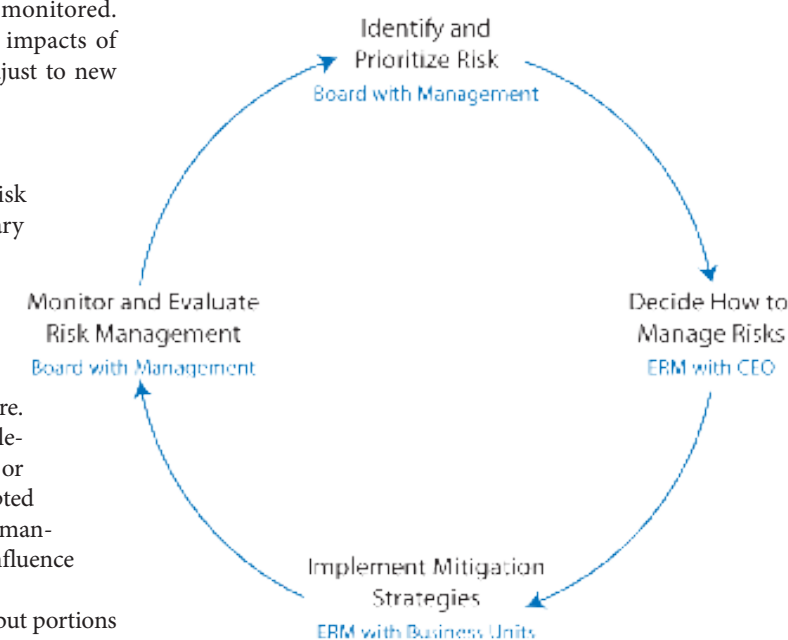 monitored.
impacts of
just to new
isk
ary
re.
le-
or
oted
man-
nfluence
out portions
Identify and
Prioritize Risk
Board with Management
Decide How to
Manage Risks
ERM with CEO
Implement Mitigation
Strategies
ERM with Business Units
Monitor and Evaluate
Risk Management
Board with Management